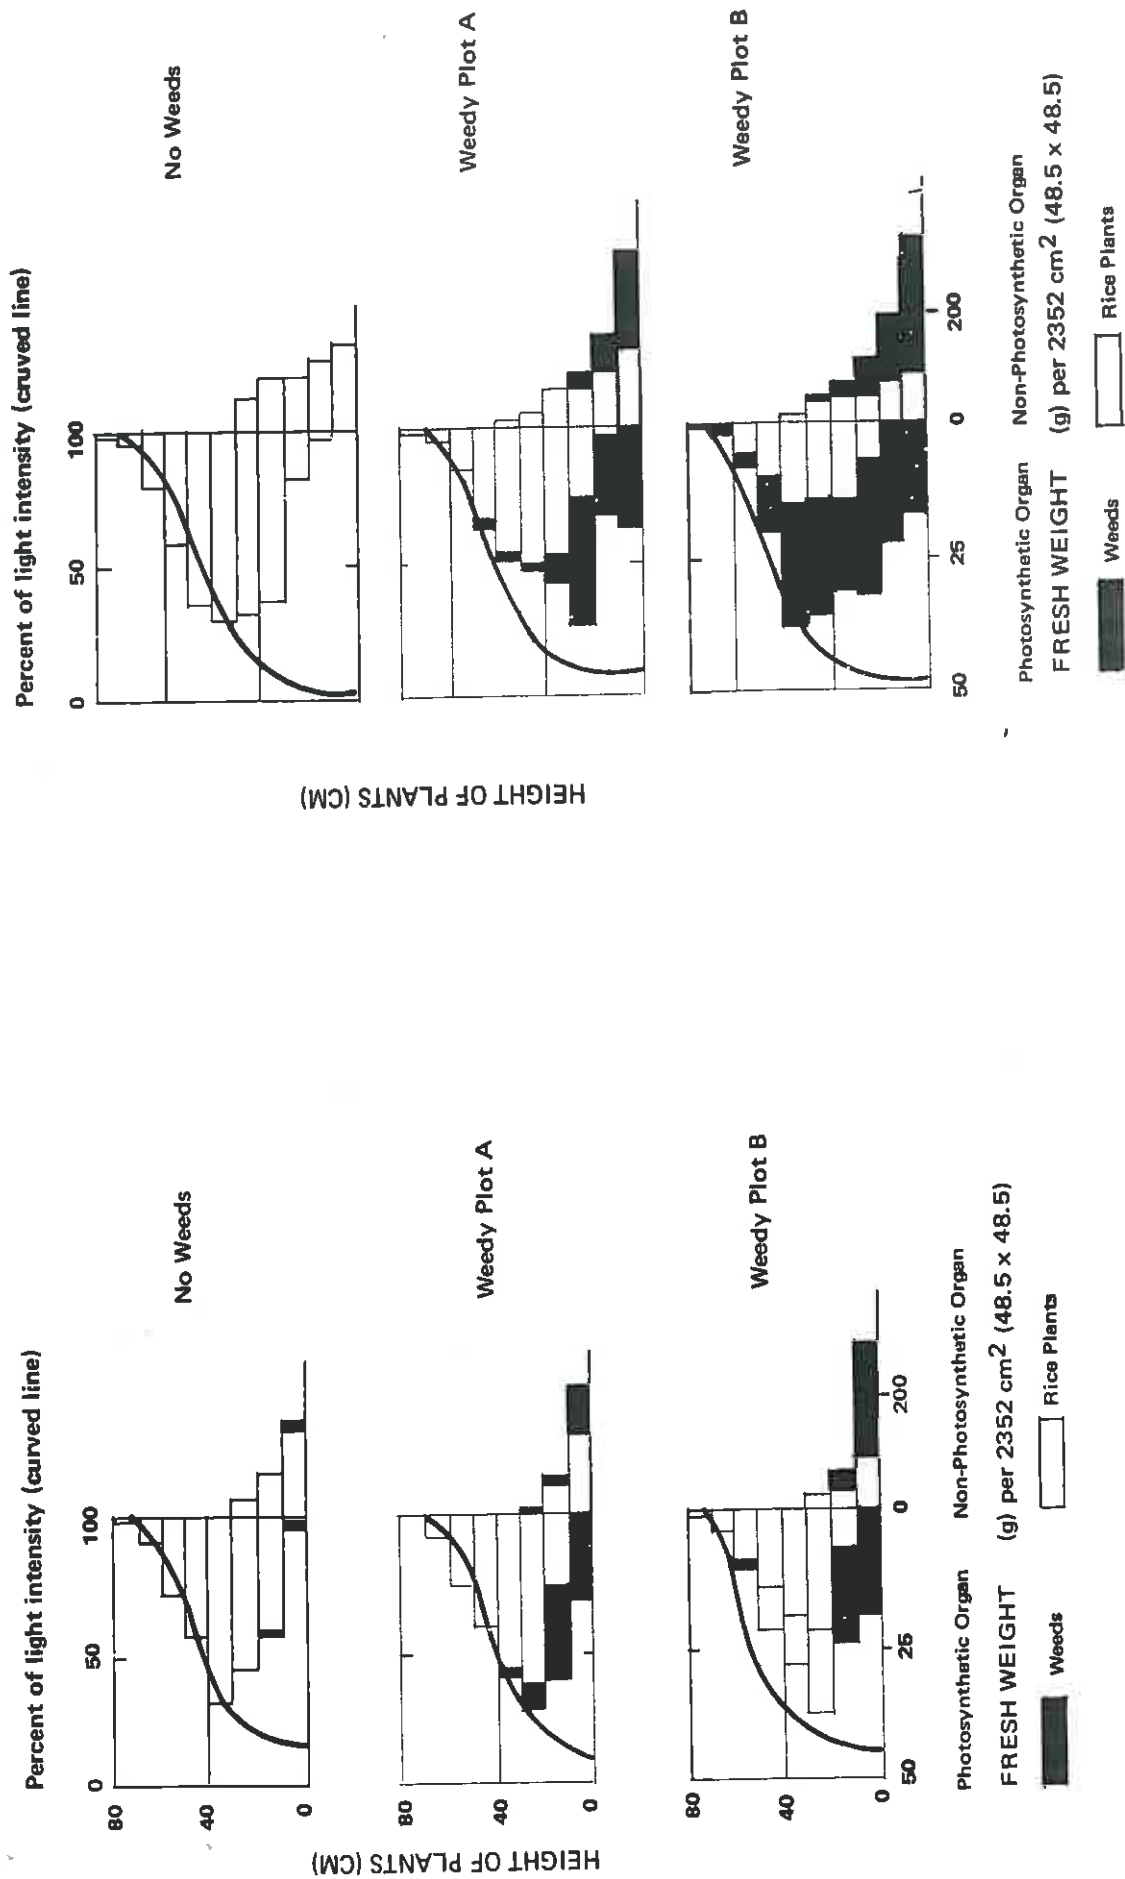 Percent of light intensity (curved line)
0 50 100
No Weeds
80
40
0
HEIGHT OF PLANTS (CM)
Weedy Plot A
80
40
0
Weedy Plot B
80
40
0
50 25 0 200
Photosynthetic Organ Non-Photosynthetic Organ
FRESH WEIGHT (g) per 2352 cm² (48.5 x 48.5)
Weeds Rice Plants
Percent of light intensity (cruved line)
0 50 100
No Weeds
HEIGHT OF PLANTS (CM)
Weedy Plot A
Weedy Plot B
50 25 0 200
Photosynthetic Organ Non-Photosynthetic Organ
FRESH WEIGHT (g) per 2352 cm² (48.5 x 48.5)
Weeds Rice Plants